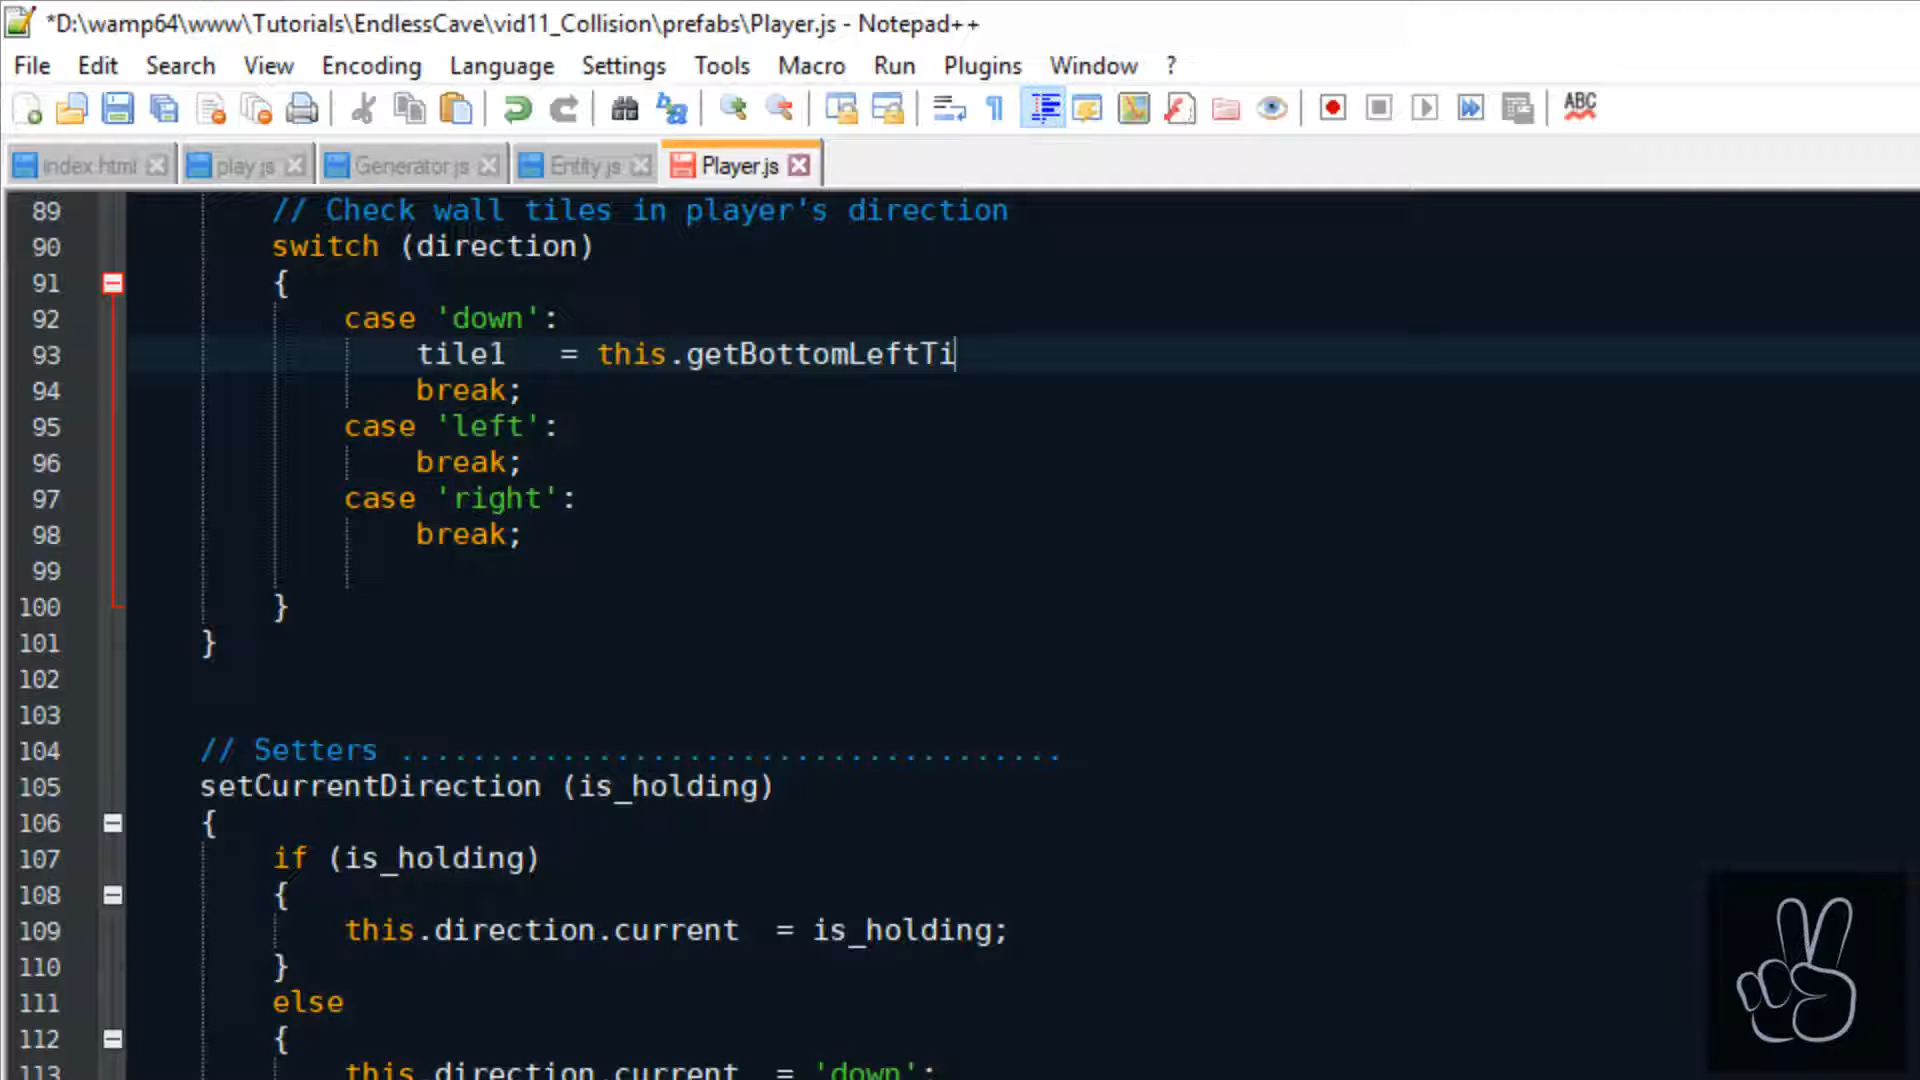 *D:\wamp64\www\Tutorials\EndlessCave\vid11_Collision\prefabs\Player.js - Notepad++
File Edit Search View Encoding Language Settings Tools Macro Run Plugins Window ?
ABC
index.html play.js Generator.js Entity.js Player.js
89 // Check wall tiles in player's direction
90 switch (direction)
91 {
92 case 'down':
93 tile1 = this.getBottomLeftTi
94 break;
95 case 'left':
96 break;
97 case 'right':
98 break;
99
100 }
101 }
102
103
104 // Setters .....................................
105 setCurrentDirection (is_holding)
106 {
107 if (is_holding)
108 {
109 this.direction.current = is_holding;
110 }
111 else
112 {
113 this.direction.current = 'down';